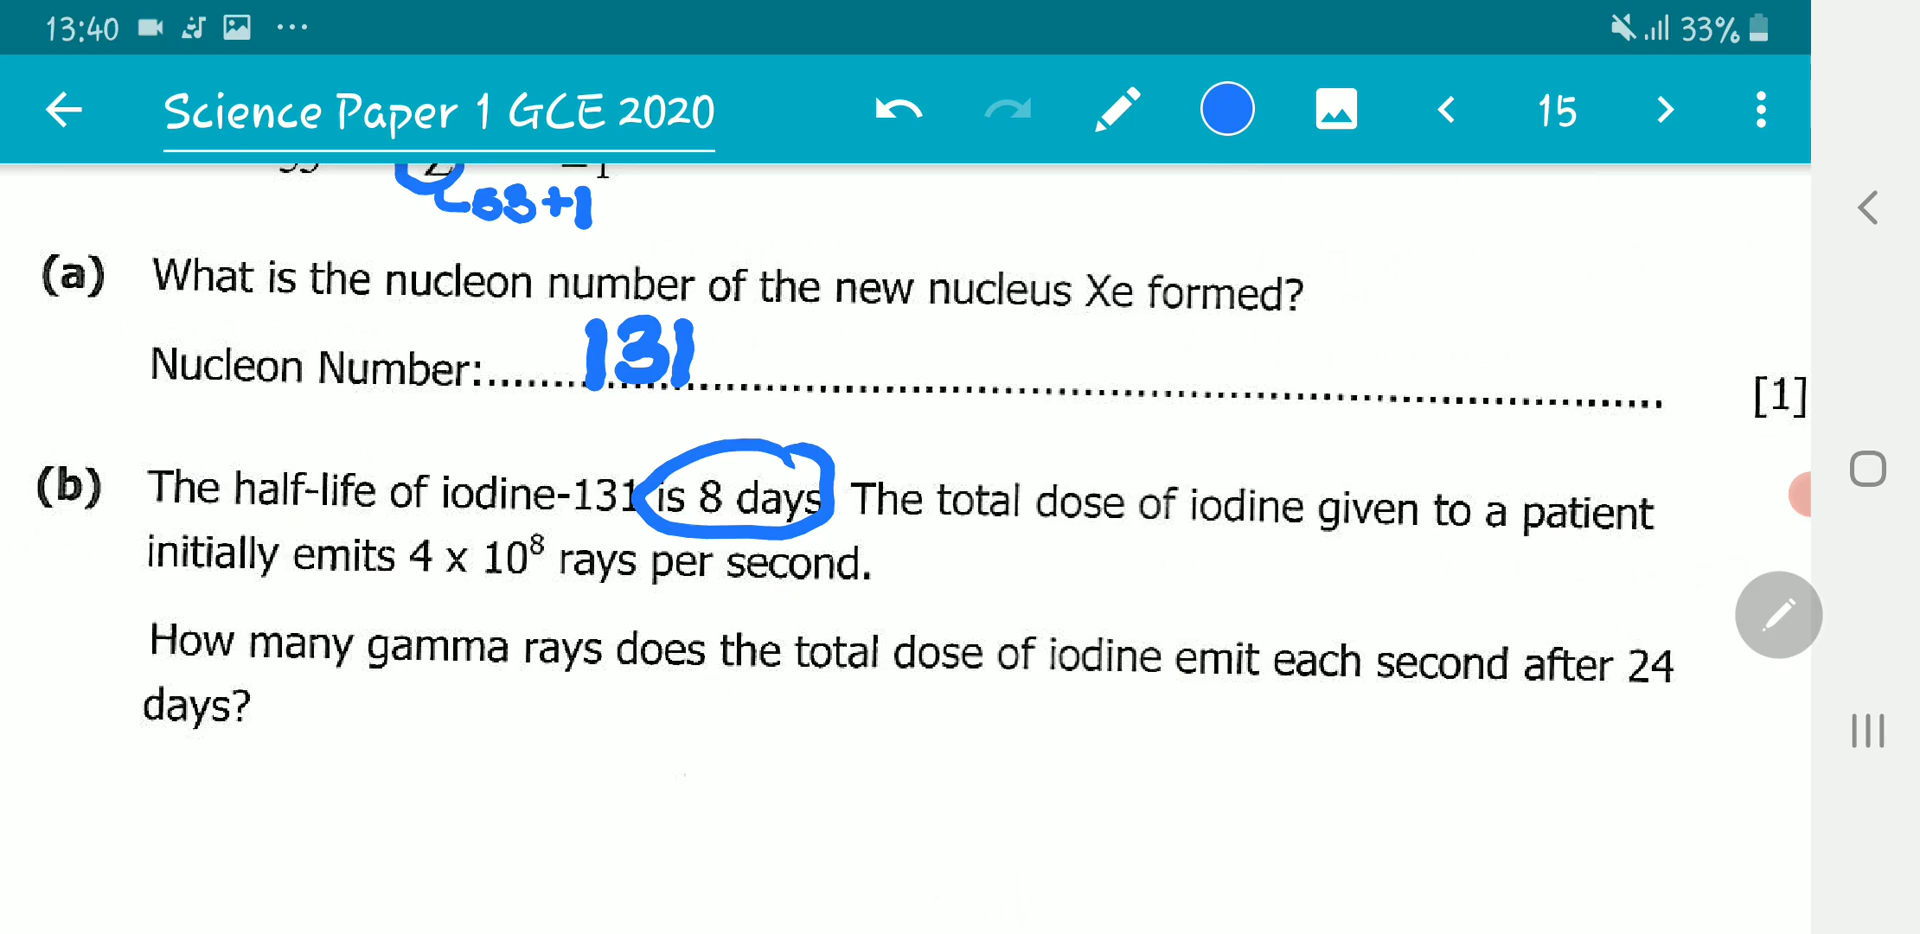 13:40 ... 33%
Science Paper 1 GCE 2020 15
53+1
(a) What is the nucleon number of the new nucleus Xe formed?
Nucleon Number:.......131....................................................... [1]
(b) The half-life of iodine-131 is 8 days. The total dose of iodine given to a patient
initially emits 4 x 10⁸ rays per second.
How many gamma rays does the total dose of iodine emit each second after 24
days?